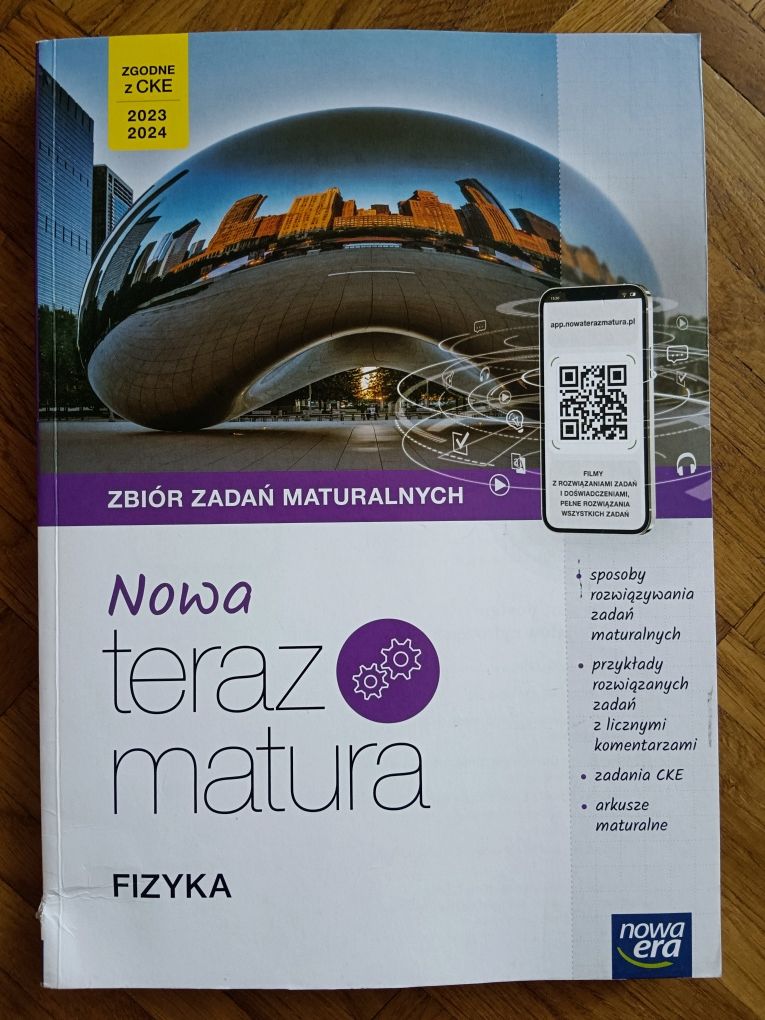 ZGODNE
z CKE
2023
2024
app.nowaterazmatura.pl
FILMY
Z ROZWIĄZANIAMI ZADAŃ
I DOŚWIADCZENIAMI,
PEŁNE ROZWIĄZANIA
WSZYSTKICH ZADAŃ
ZBIÓR ZADAŃ MATURALNYCH
Nowa
teraz
matura
FIZYKA
• sposoby
rozwiązywania
zadań
maturalnych
• przykłady
rozwiązanych
zadań
z licznymi
komentarzami
• zadania CKE
• arkusze
maturalne
nowa
era